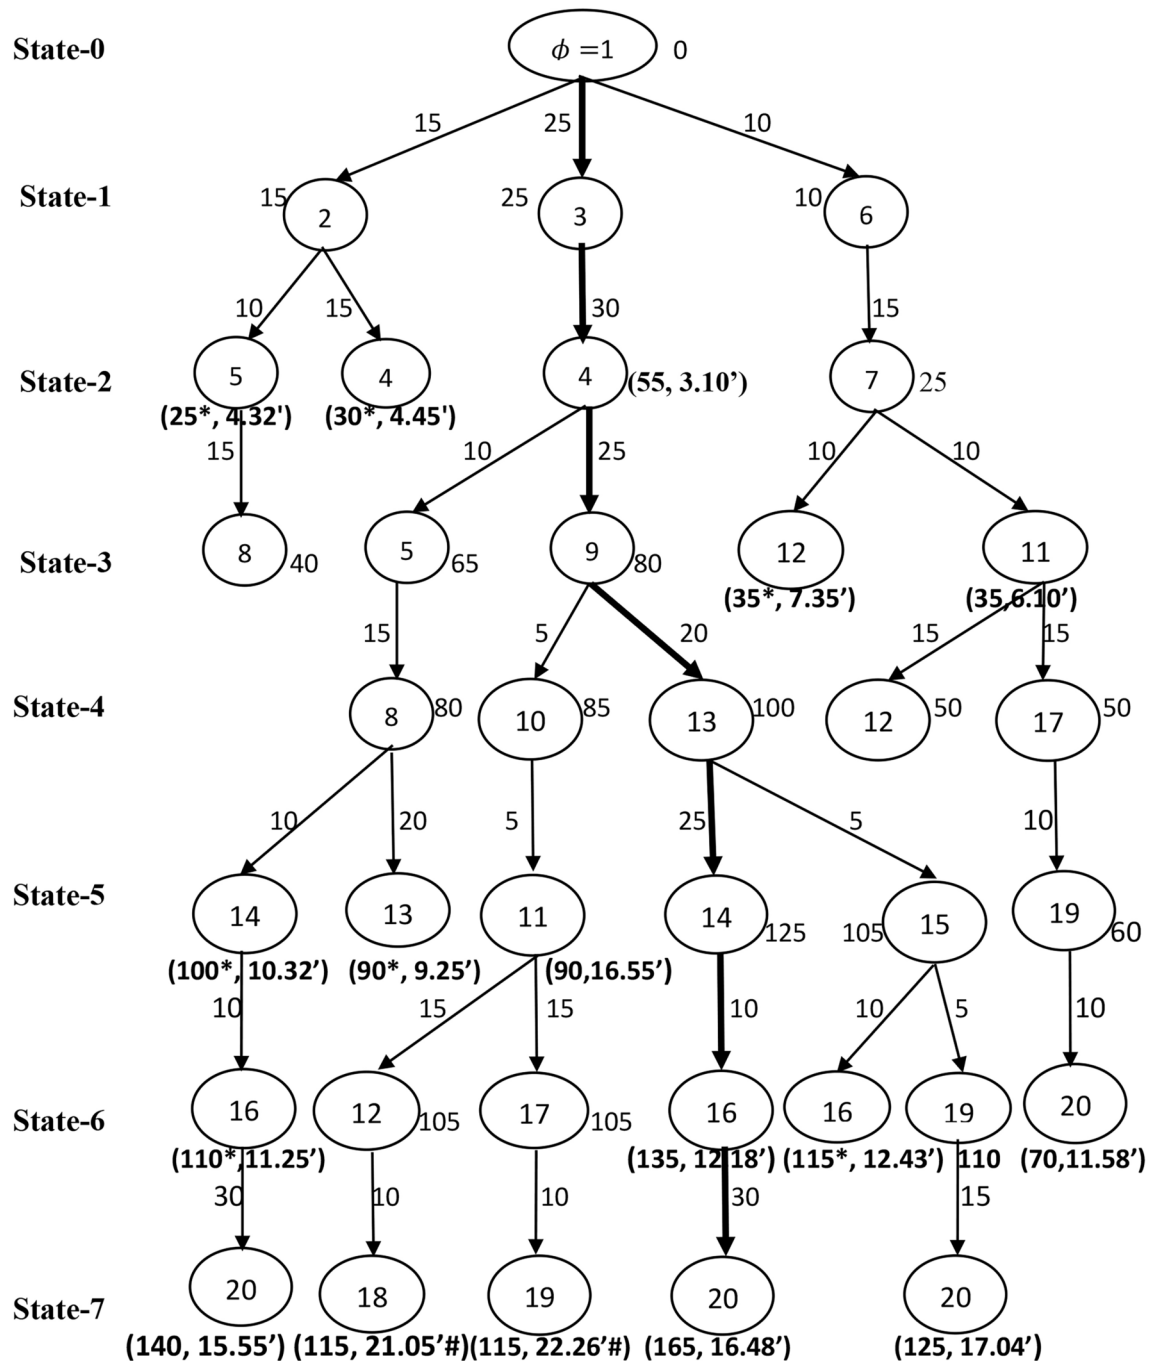 State-0 ϕ =1 0
15 25 10
State-1 15 2 25 3 10 6
10 15 30 15
State-2 5 4 4 (55, 3.10’) 7 25
(25*, 4.32') (30*, 4.45')
15 10 25 10 10
State-3 8 40 5 65 9 80 12 11
(35*, 7.35’) (35,6.10’)
15 5 20 15 15
State-4 8 80 10 85 13 100 12 50 17 50
10 20 5 25 5 10
State-5 14 13 11 14 125 105 15 19 60
(100*, 10.32’) (90*, 9.25’) (90,16.55’)
10 15 15 10 10 5 10
State-6 16 12 105 17 105 16 16 19 20
(110*,11.25’) (135, 12.18’) (115*, 12.43’) 110 (70,11.58’)
30 10 10 30 15
State-7 20 18 19 20 20
(140, 15.55’) (115, 21.05’#) (115, 22.26’#) (165, 16.48’) (125, 17.04’)